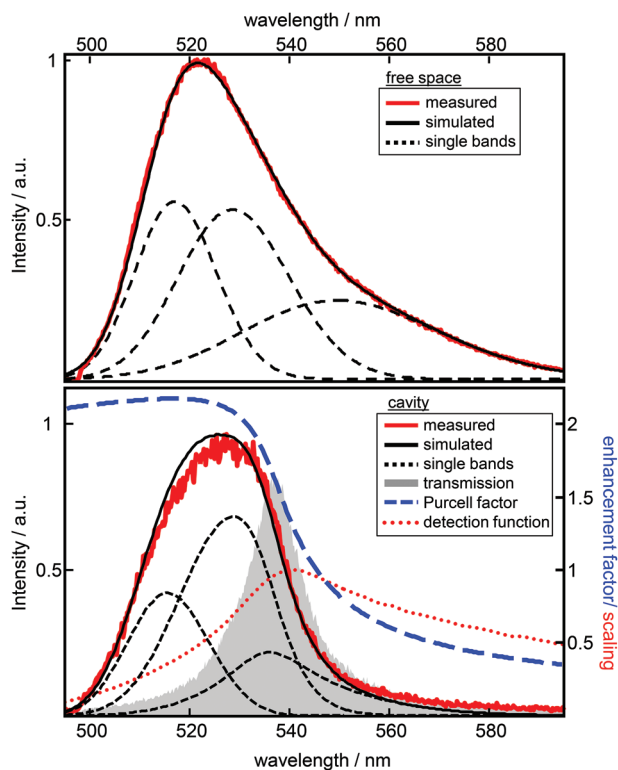 wavelength / nm
500 520 540 560 580
1
0.5
Intensity / a.u.
free space
measured
simulated
single bands
1
0.5
Intensity / a.u.
cavity
measured
simulated
single bands
transmission
Purcell factor
detection function
2
1.5
1
0.5
enhancement factor/ scaling
500 520 540 560 580
wavelength / nm